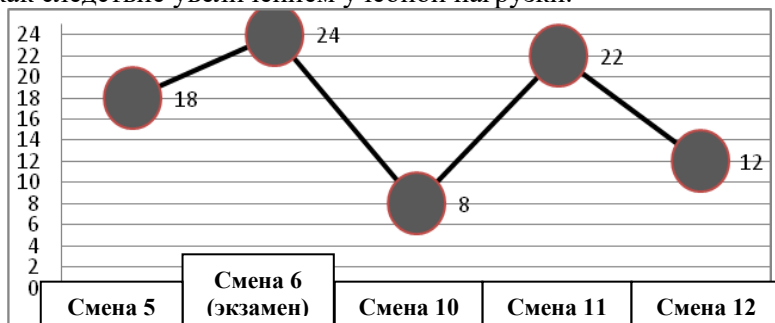 как следствие увеличением учебной нагрузки.
24
22
20
18
16
14
12
10
8
6
4
2
0
18
24
8
22
12
Смена 5
Смена 6
(экзамен)
Смена 10
Смена 11
Смена 12